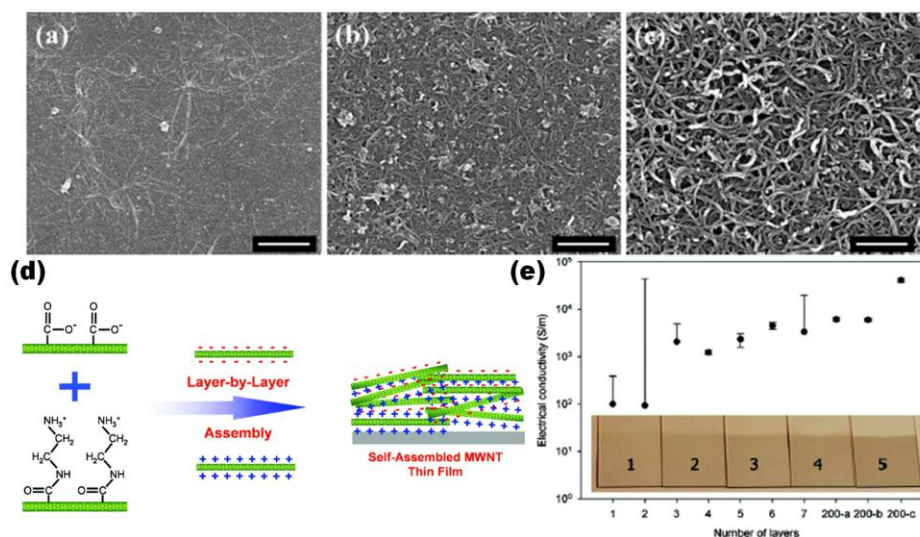 (a)
(b)
(c)
(d)
O O
C O⁻ C O⁻
NH₃⁺ NH₃⁺
CH₂ CH₂
H₂C H₂C
NH NH
O=C O=C
Layer-by-Layer
Assembly
Self-Assembled MWNT
Thin Film
(e)
Electrical conductivity (S/m)
10⁵
10⁴
10³
10²
10¹
10⁰
1 2 3 4 5
1 2 3 4 5 6 7 200-a 200-b 200-c
Number of layers